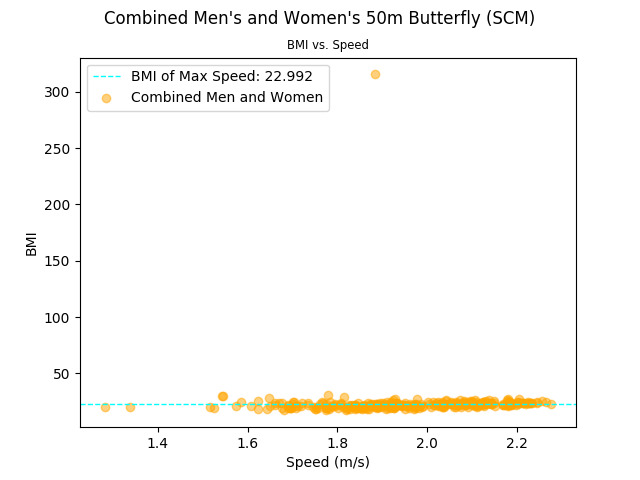 Combined Men's and Women's 50m Butterfly (SCM)
BMI vs. Speed
BMI of Max Speed: 22.992
Combined Men and Women
300
250
200
150
100
50
BMI
1.4 1.6 1.8 2.0 2.2
Speed (m/s)